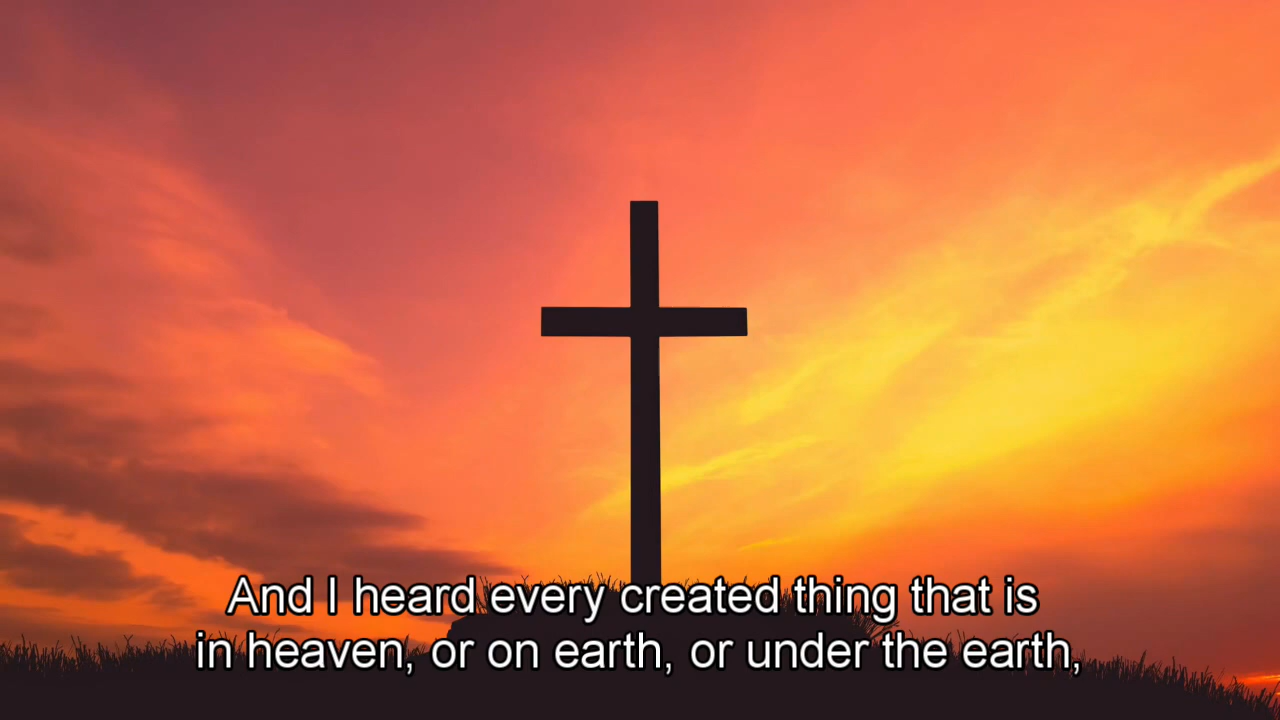 And I heard every created thing that is
in heaven, or on earth, or under the earth,